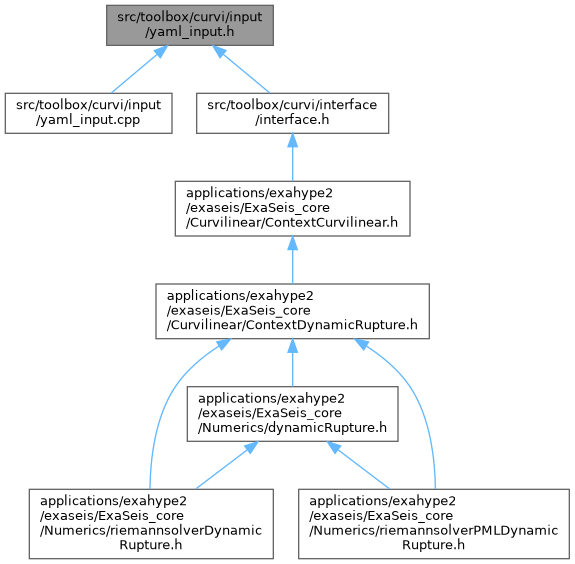 src/toolbox/curvi/input
/yaml_input.h
src/toolbox/curvi/input
/yaml_input.cpp
src/toolbox/curvi/interface
/interface.h
applications/exahype2
/exaseis/ExaSeis_core
/Curvilinear/ContextCurvilinear.h
applications/exahype2
/exaseis/ExaSeis_core
/Curvilinear/ContextDynamicRupture.h
applications/exahype2
/exaseis/ExaSeis_core
/Numerics/dynamicRupture.h
applications/exahype2
/exaseis/ExaSeis_core
/Numerics/riemannsolverDynamic
Rupture.h
applications/exahype2
/exaseis/ExaSeis_core
/Numerics/riemannsolverPMLDynamic
Rupture.h